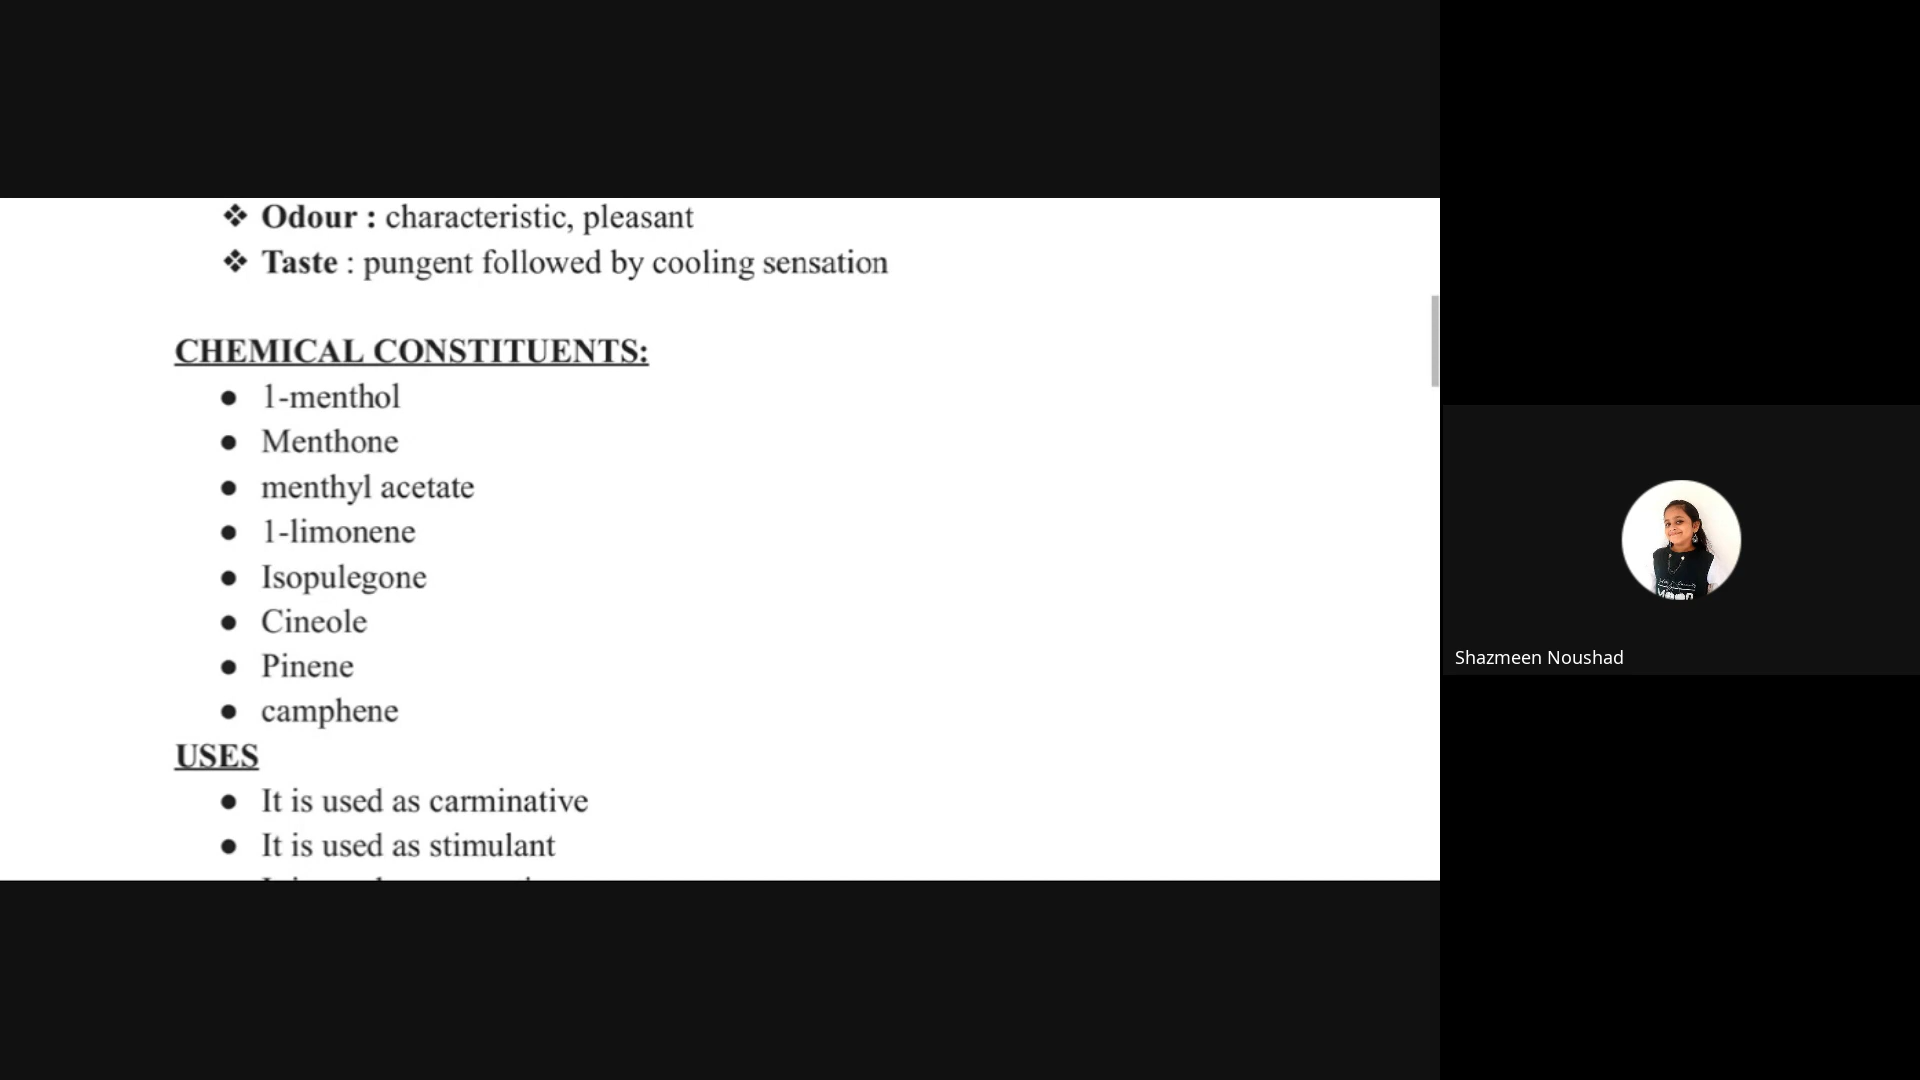 ❖ Odour : characteristic, pleasant
❖ Taste : pungent followed by cooling sensation
CHEMICAL CONSTITUENTS:
● 1-menthol
● Menthone
● menthyl acetate
● 1-limonene
● Isopulegone
● Cineole
● Pinene
● camphene
USES
● It is used as carminative
● It is used as stimulant
Shazmeen Noushad